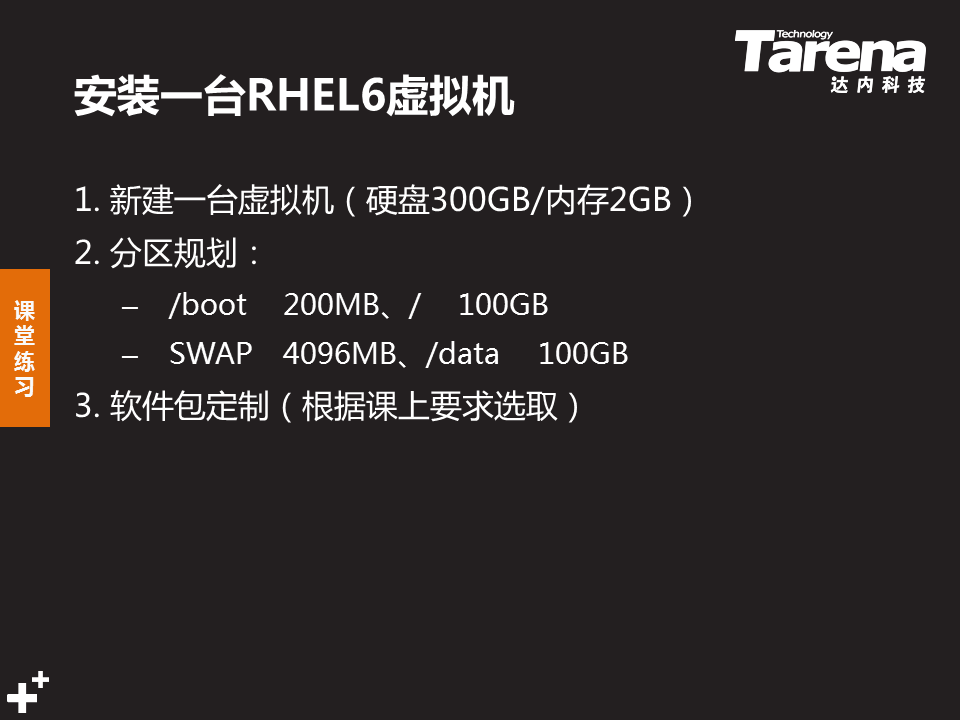 Technology
Tarena
达内科技
安装一台RHEL6虚拟机
1. 新建一台虚拟机（硬盘300GB/内存2GB）
2. 分区规划：
– /boot 200MB、/ 100GB
– SWAP 4096MB、/data 100GB
3. 软件包定制（根据课上要求选取）
课
堂
练
习